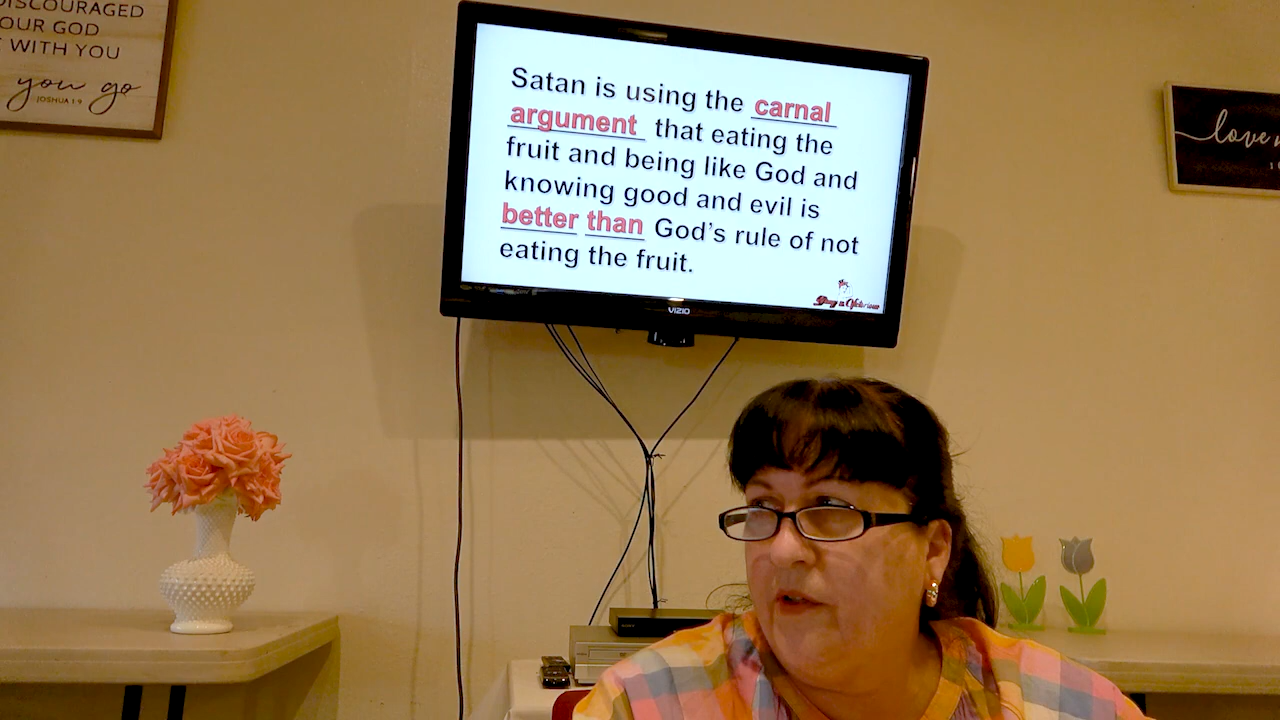 DISCOURAGED
OUR GOD
WITH YOU
you go
JOSHUA 1:9
Satan is using the carnal
argument that eating the
fruit and being like God and
knowing good and evil is
better than God's rule of not
eating the fruit.
VIZIO
love
SONY